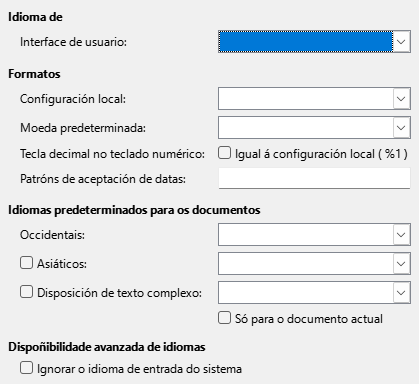 Idioma de
Interface de usuario:
Formatos
Configuración local:
Moeda predeterminada:
Tecla decimal no teclado numérico: Igual á configuración local ( %1 )
Patróns de aceptación de datas:
Idiomas predeterminados para os documentos
Occidentais:
Asiáticos:
Disposición de texto complexo:
Só para o documento actual
Dispoñibilidade avanzada de idiomas
Ignorar o idioma de entrada do sistema